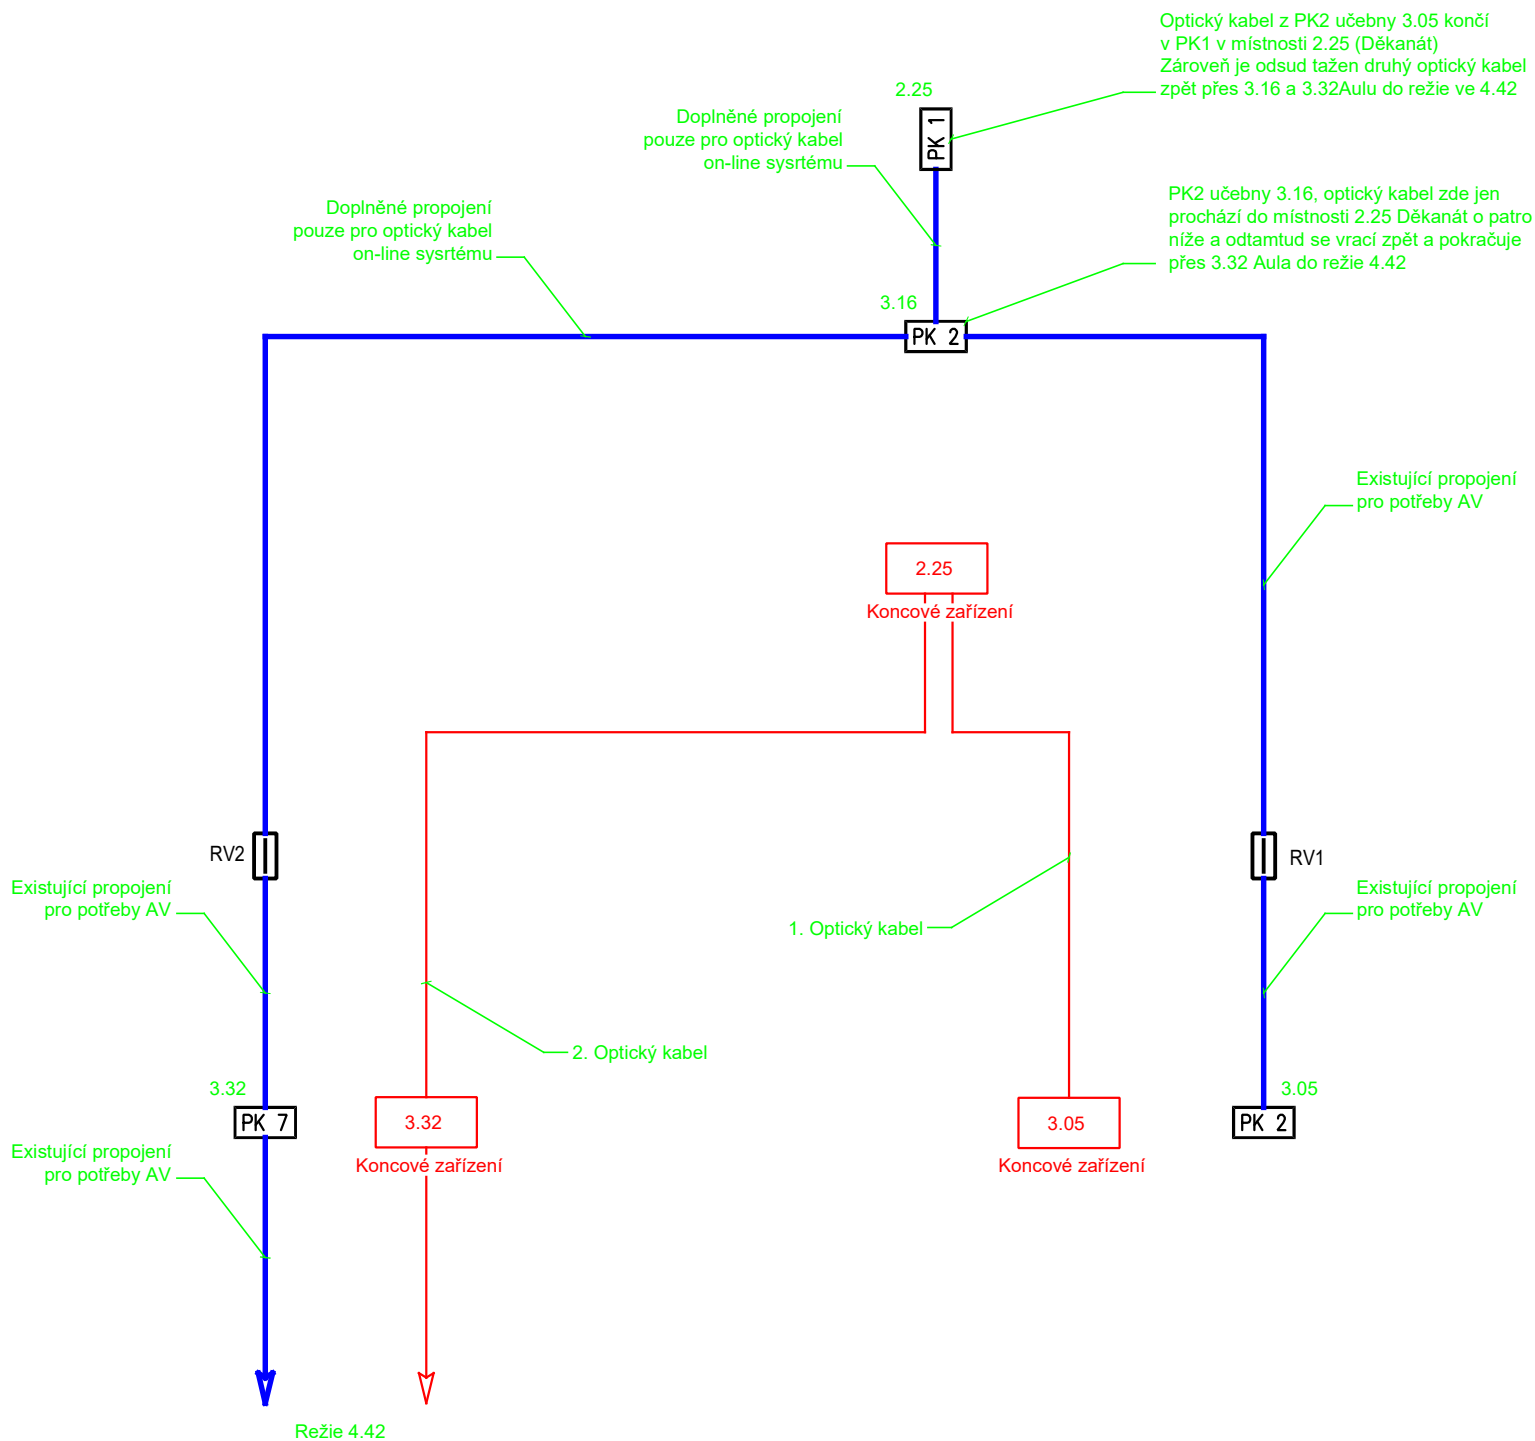 Optický kabel z PK2 učebny 3.05 končí
v PK1 v místnosti 2.25 (Děkanát)
Zároveň je odsud tažen druhý optický kabel
zpět přes 3.16 a 3.32Aulu do režie ve 4.42
2.25
PK 1
Doplněné propojení
pouze pro optický kabel
on-line sysrtému
PK2 učebny 3.16, optický kabel zde jen
prochází do místnosti 2.25 Děkanát o patro
níže a odtamtud se vrací zpět a pokračuje
přes 3.32 Aula do režie 4.42
Doplněné propojení
pouze pro optický kabel
on-line sysrtému
3.16
PK 2
Existující propojení
pro potřeby AV
2.25
Koncové zařízení
RV2
RV1
Existující propojení
pro potřeby AV
Existující propojení
pro potřeby AV
1. Optický kabel
2. Optický kabel
3.32
PK 7
3.32
Koncové zařízení
3.05
Koncové zařízení
3.05
PK 2
Existující propojení
pro potřeby AV
Režie 4.42